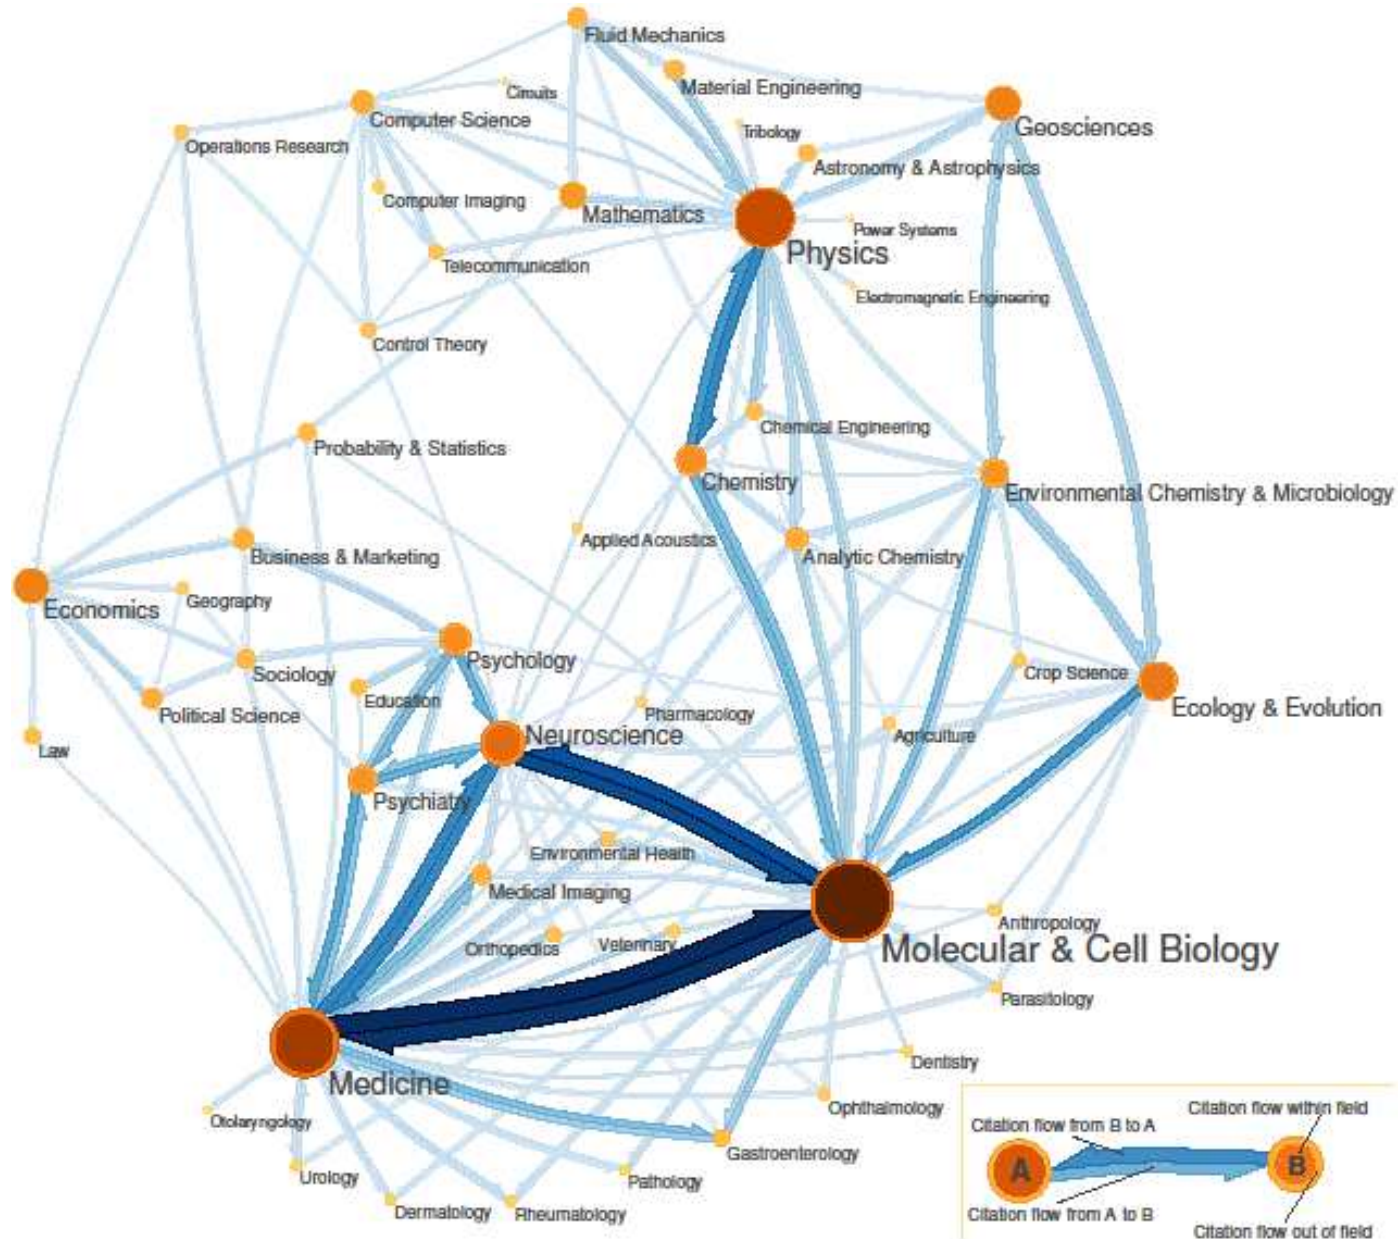 Fluid Mechanics
Material Engineering
Circuits
Computer Science
Geosciences
Tribology
Operations Research
Astronomy & Astrophysics
Computer Imaging
Mathematics
Power Systems
Physics
Telecommunication
Electromagnetic Engineering
Control Theory
Chemical Engineering
Probability & Statistics
Chemistry
Environmental Chemistry & Microbiology
Applied Acoustics
Business & Marketing
Analytic Chemistry
Geography
Economics
Psychology
Sociology
Crop Science
Education
Ecology & Evolution
Political Science
Pharmacology
Neuroscience
Agriculture
Law
Psychiatry
Environmental Health
Medical Imaging
Anthropology
Orthopedics
Veterinary
Molecular & Cell Biology
Parasitology
Dentistry
Medicine
Ophthalmology
Otolaryngology
Gastroenterology
Urology
Pathology
Dermatology
Rheumatology
Citation flow within field
Citation flow from B to A
A
B
Citation flow from A to B
Citation flow out of field